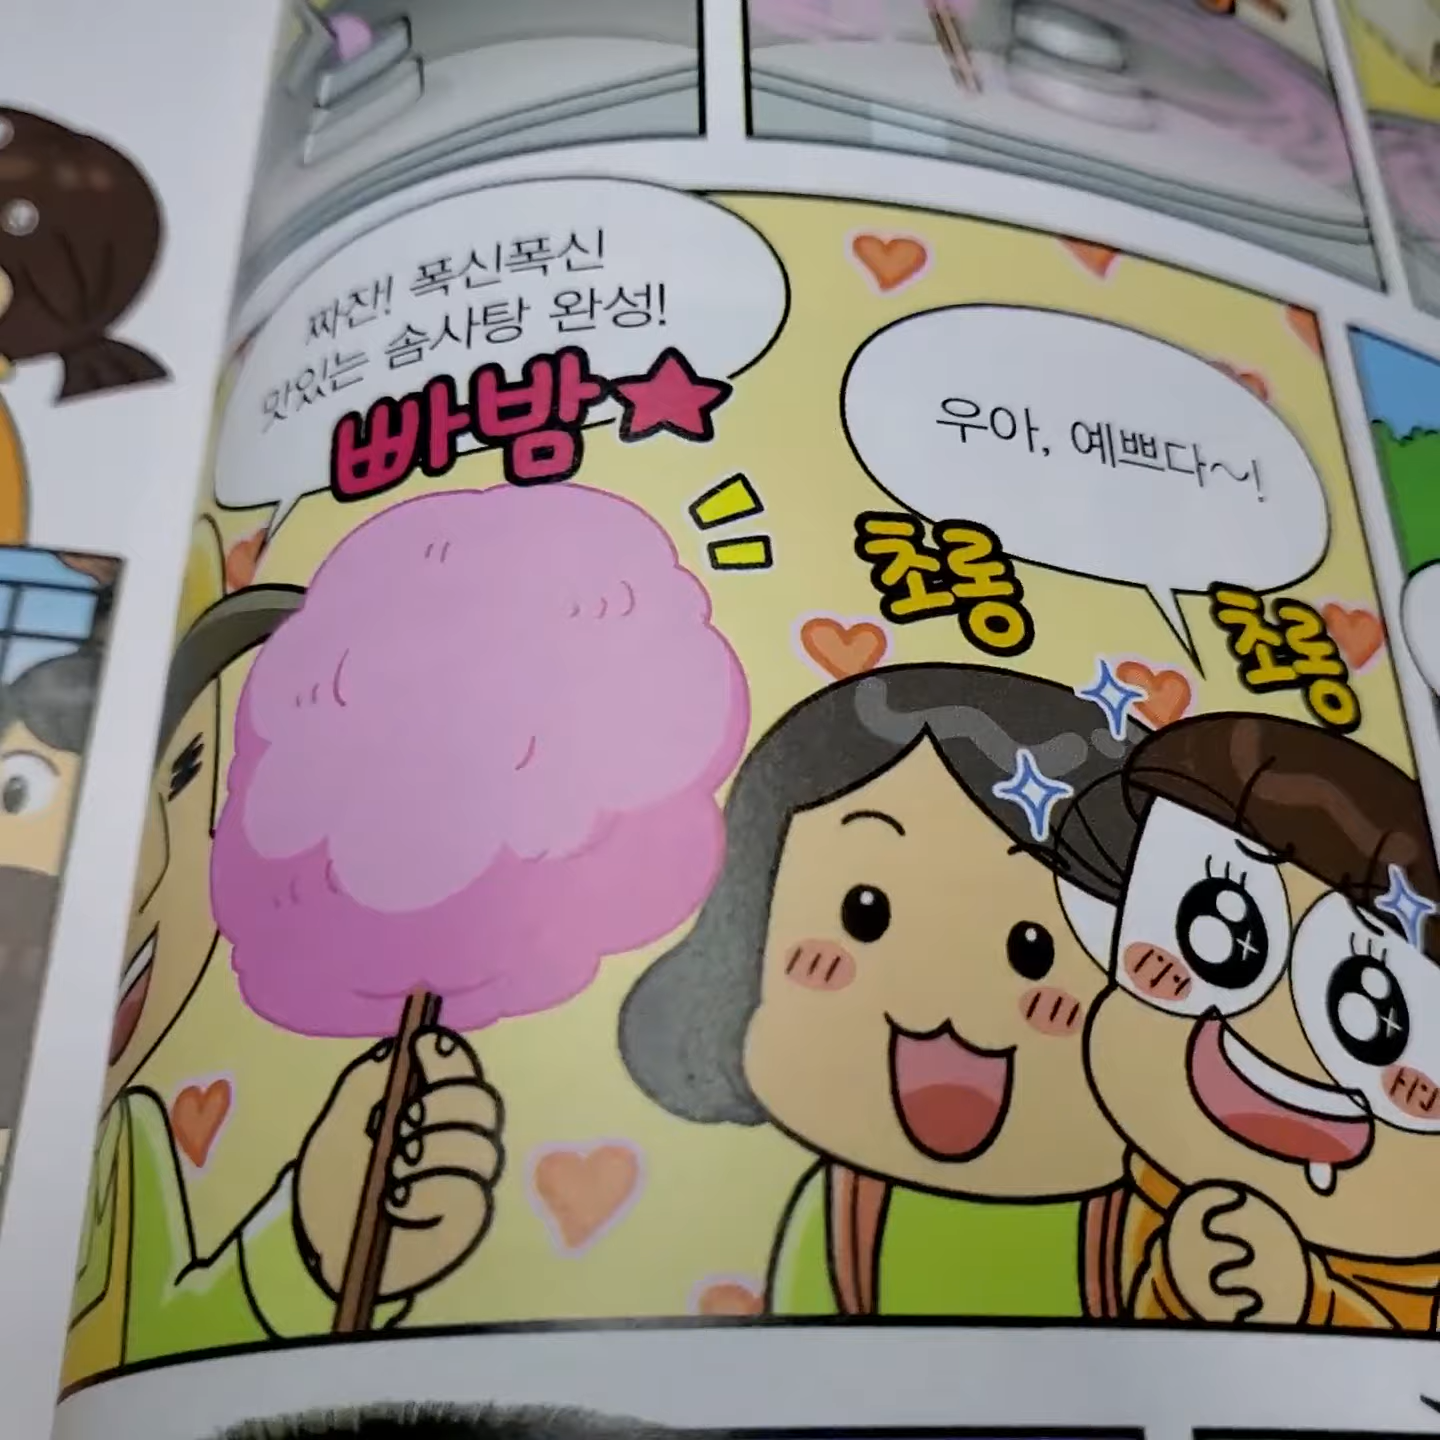 짜잔! 폭신폭신
맛있는 솜사탕 완성!
빠밤★
우아, 예쁘다~!
초롱
초롱